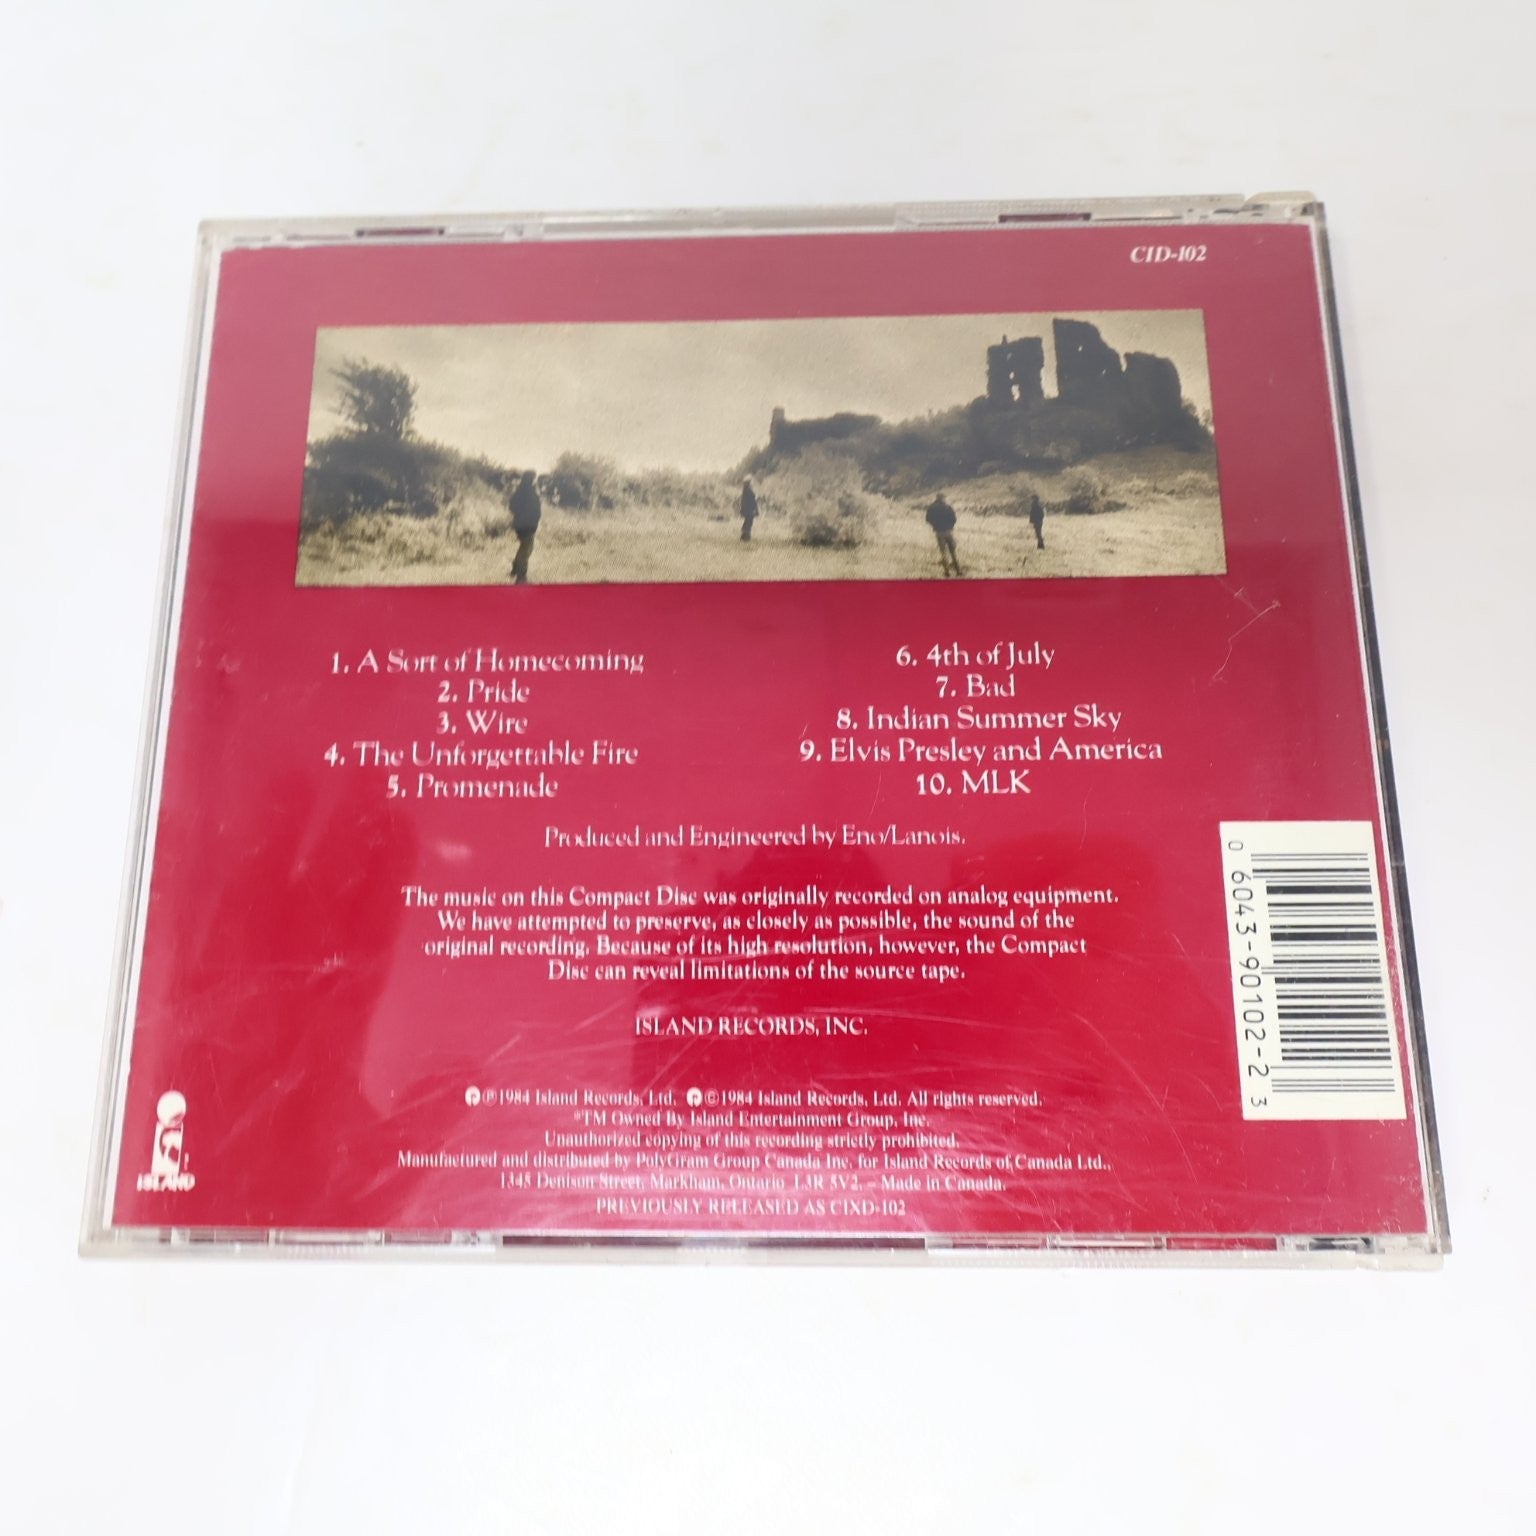 CID-102
1. A Sort of Homecoming
2. Pride
3. Wire
4. The Unforgettable Fire
5. Promenade
6. 4th of July
7. Bad
8. Indian Summer Sky
9. Elvis Presley and America
10. MLK
Produced and Engineered by Eno/Lanois.
The music on this Compact Disc was originally recorded on analog equipment.
We have attempted to preserve, as closely as possible, the sound of the
original recording. Because of its high resolution, however, the Compact
Disc can reveal limitations of the source tape.
ISLAND RECORDS, INC.
℗1984 Island Records, Ltd. ©1984 Island Records, Ltd. All rights reserved.
*TM Owned By Island Entertainment Group, Inc.
Unauthorized copying of this recording strictly prohibited.
Manufactured and distributed by PolyGram Group Canada Inc. for Island Records of Canada Ltd.,
1345 Denison Street, Markham, Ontario L3R 5V2. – Made in Canada.
PREVIOUSLY RELEASED AS CIXD-102
ISLAND
0 6043-90102-2 3